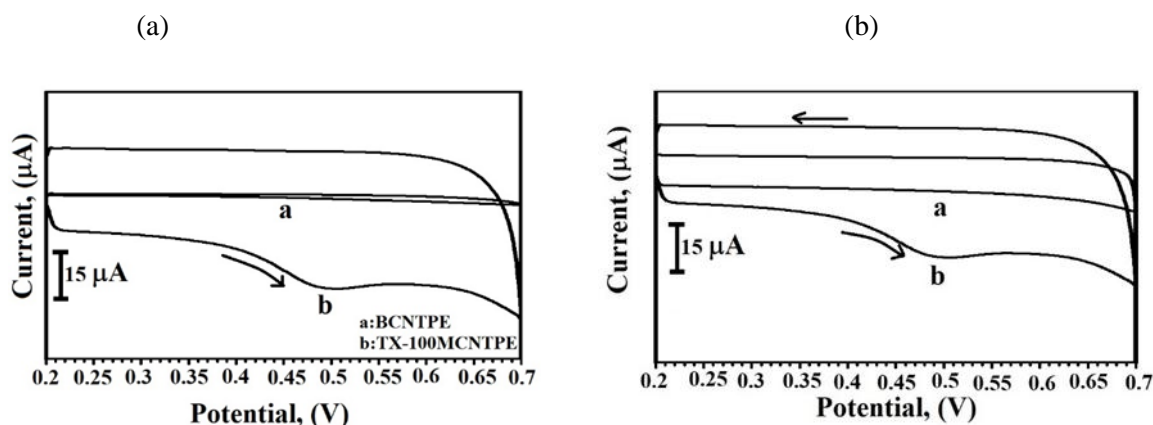 (a)
Current, (µA)
a
15 µA
b
a:BCNTPE
b:TX-100MCNTPE
0.2 0.25 0.3 0.35 0.4 0.45 0.5 0.55 0.6 0.65 0.7
Potential, (V)
(b)
Current, (µA)
a
15 µA
b
0.2 0.25 0.3 0.35 0.4 0.45 0.5 0.55 0.6 0.65 0.7
Potential, (V)